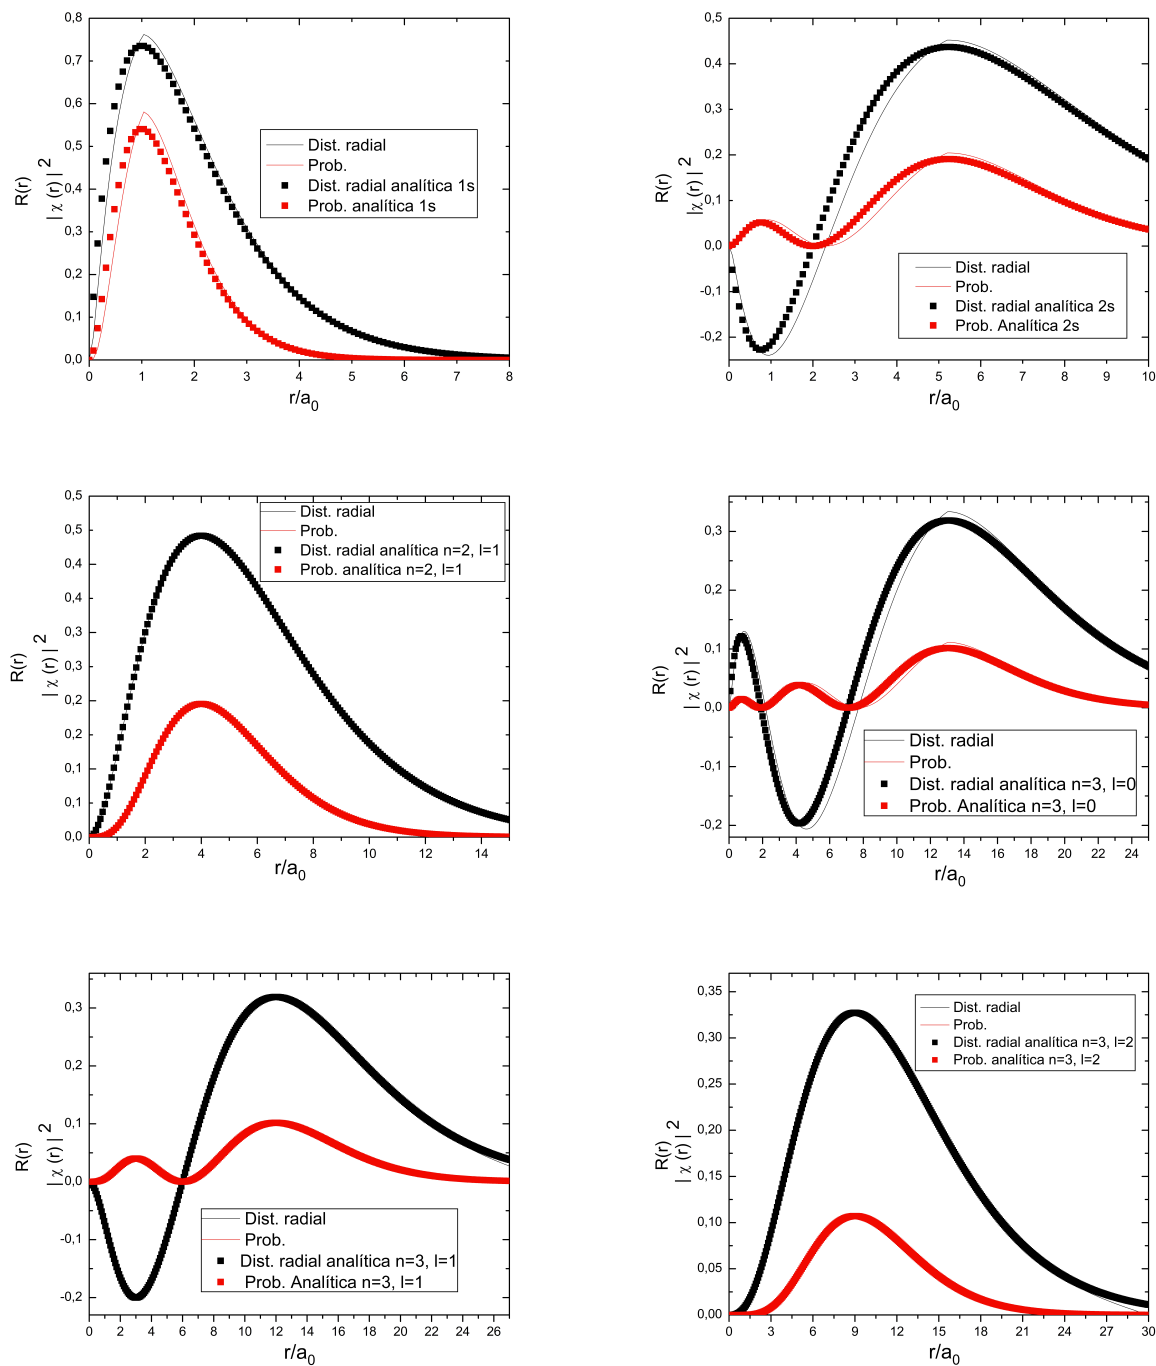 0,8
0,7
0,6
0,5
0,4
0,3
0,2
0,1
0,0
0 1 2 3 4 5 6 7 8
R(r)
| χ (r) | 2
r/a0
Dist. radial
Prob.
Dist. radial analítica 1s
Prob. analítica 1s
0,5
0,4
0,3
0,2
0,1
0,0
-0,1
-0,2
0 1 2 3 4 5 6 7 8 9 10
R(r)
| χ (r) | 2
r/a0
Dist. radial
Prob.
Dist. radial analítica 2s
Prob. Analítica 2s
0,5
0,5
0,4
0,4
0,3
0,3
0,2
0,2
0,1
0,1
0,0
0 2 4 6 8 10 12 14
R(r)
| χ (r) | 2
r/a0
Dist. radial
Prob.
Dist. radial analítica n=2, l=1
Prob. analítica n=2, l=1
0,3
0,2
0,1
0,0
-0,1
-0,2
0 2 4 6 8 10 12 14 16 18 20 22 24
R(r)
| χ (r) | 2
r/a0
Dist. radial
Prob.
Dist. radial analítica n=3, l=0
Prob. Analítica n=3, l=0
0,3
0,2
0,1
0,0
-0,1
-0,2
0 2 4 6 8 10 12 14 16 18 20 22 24 26
R(r)
| χ (r) | 2
r/a0
Dist. radial
Prob.
Dist. radial analítica n=3, l=1
Prob. Analítica n=3, l=1
0,35
0,30
0,25
0,20
0,15
0,10
0,05
0,00
0 3 6 9 12 15 18 21 24 27 30
R(r)
| χ (r) | 2
r/a0
Dist. radial
Prob.
Dist. radial analítica n=3, l=2
Prob. analítica n=3, l=2